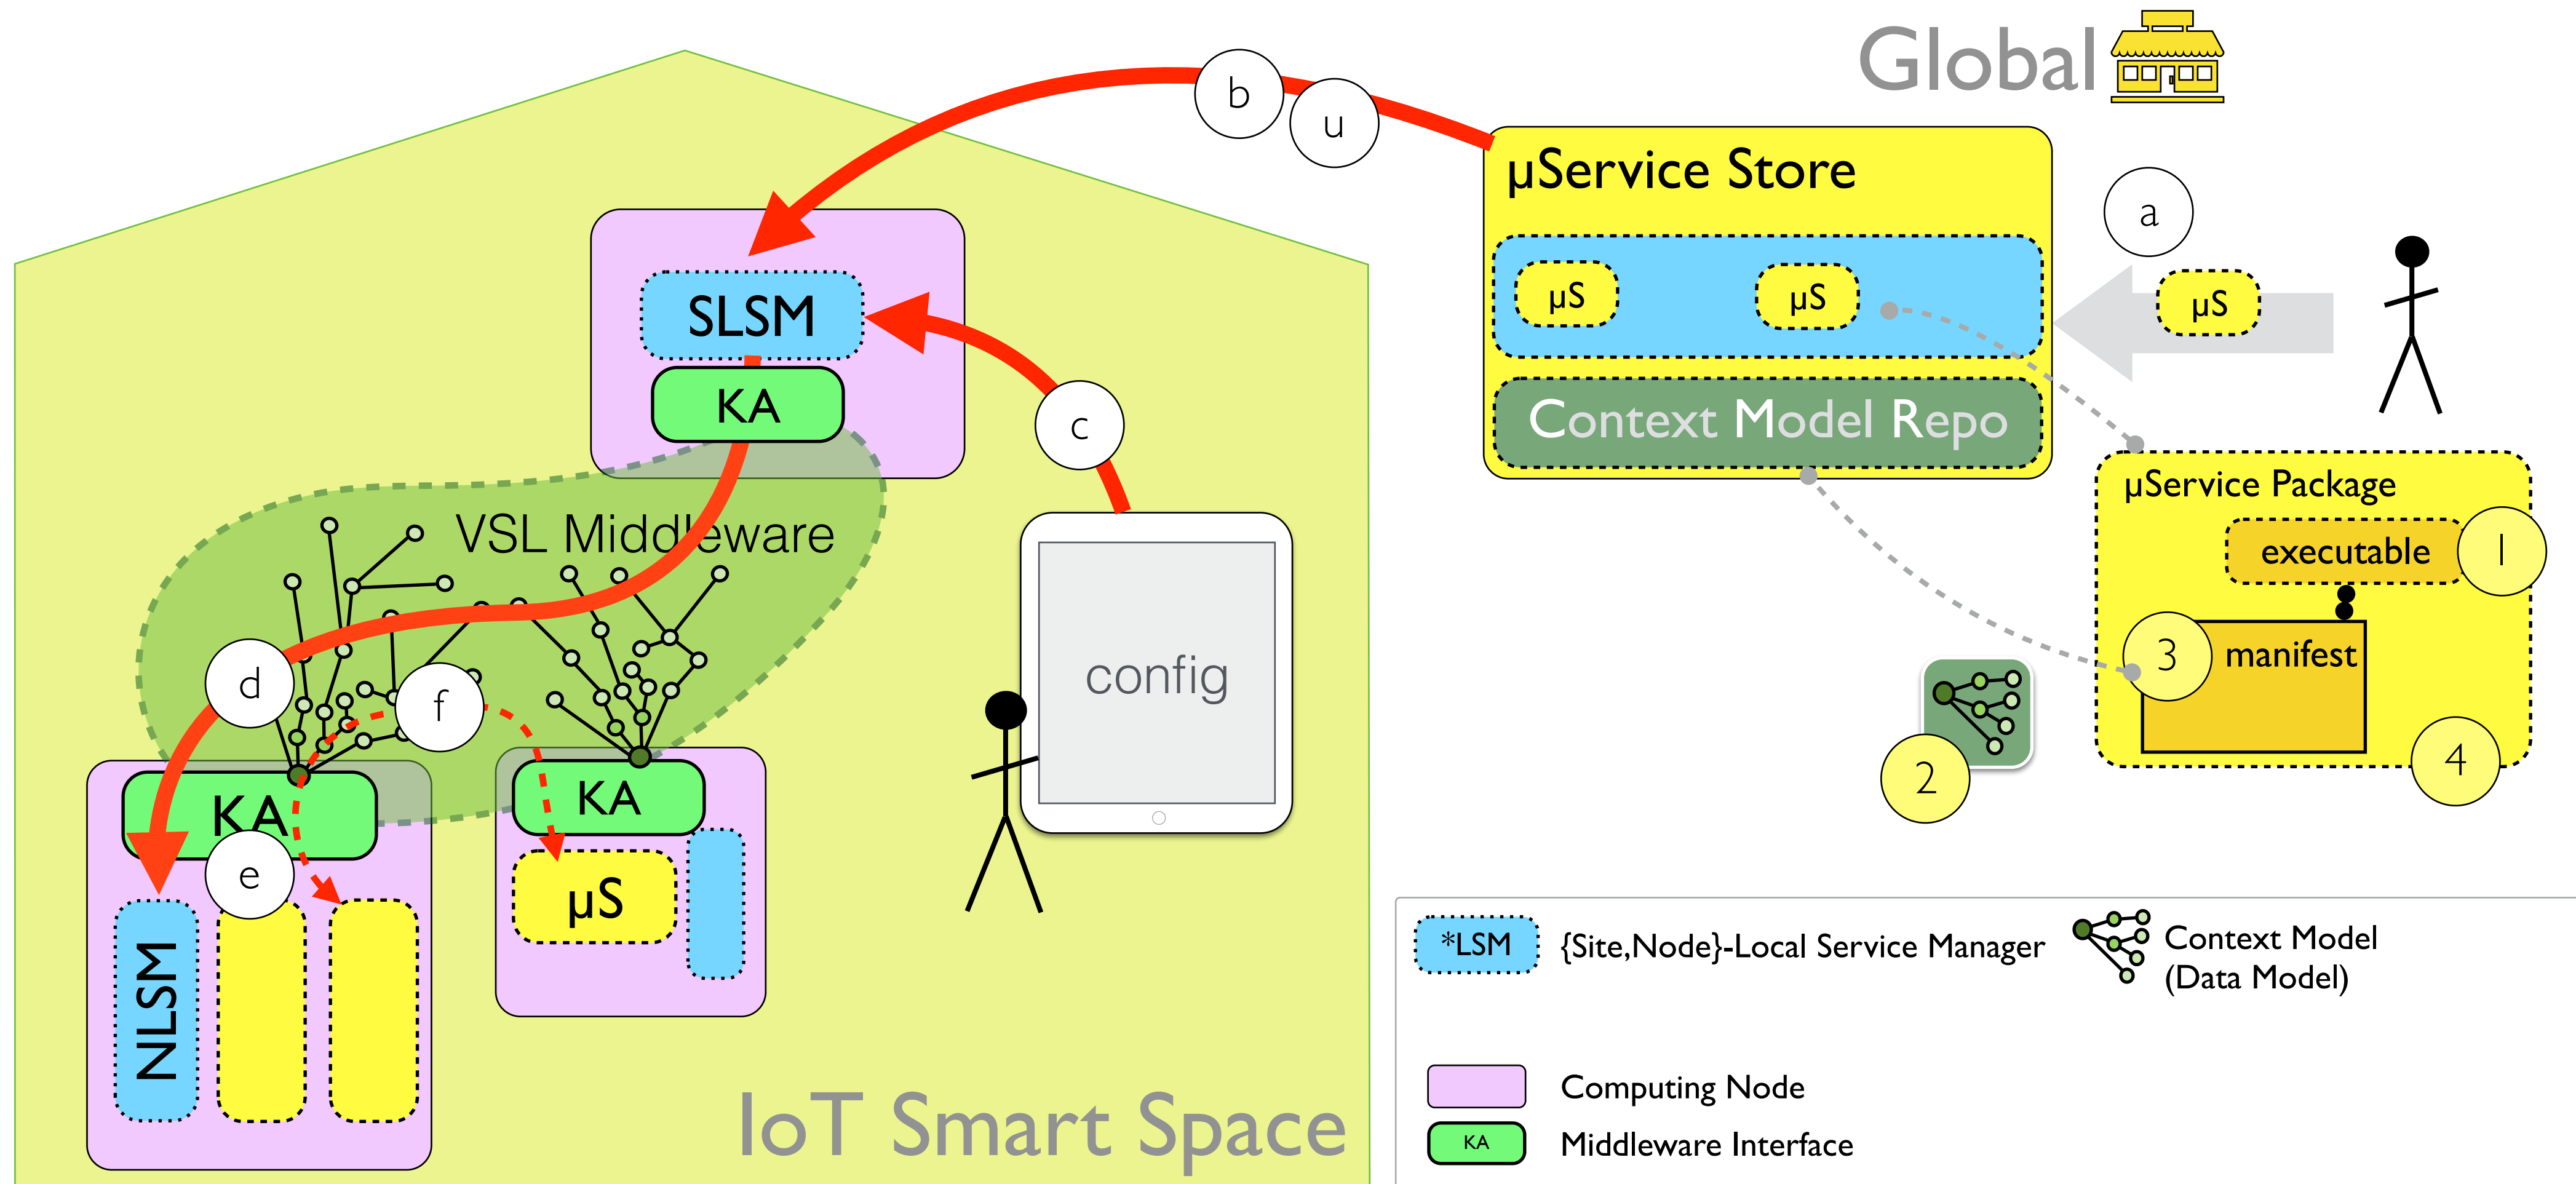 Global
b
u
µService Store
a
µS
µS
µS
SLSM
KA
Context Model Repo
c
µService Package
executable
1
VSL Middleware
3
manifest
config
d
f
2
4
KA
KA
e
µS
NLSM
*LSM
{Site,Node}-Local Service Manager
Context Model
(Data Model)
Computing Node
KA
Middleware Interface
IoT Smart Space